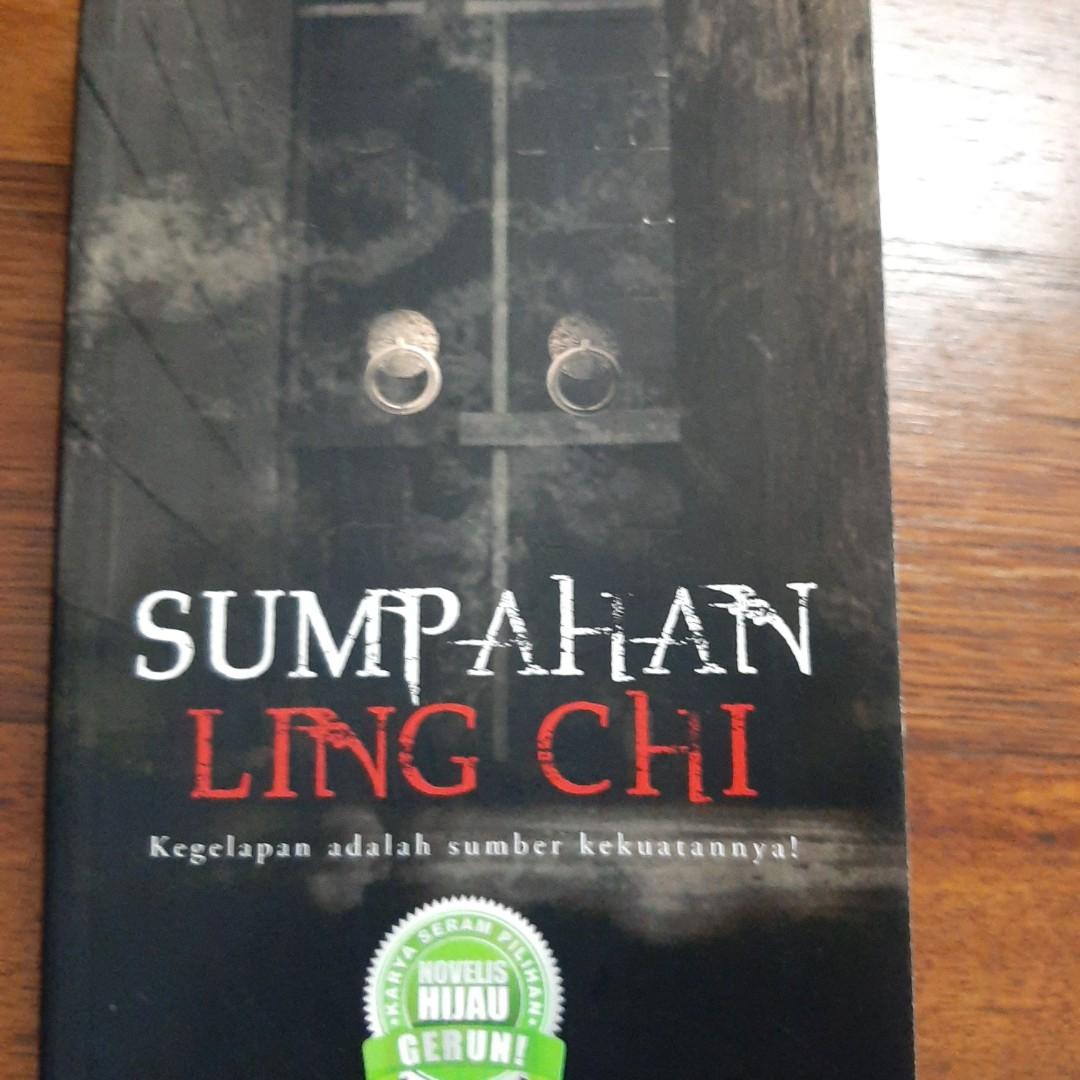 SUMPAHAN
LING CHI
Kegelapan adalah sumber kekuatannya!
KARYA SERAM PILIHAN
NOVELIS
HIJAU
GERUN!